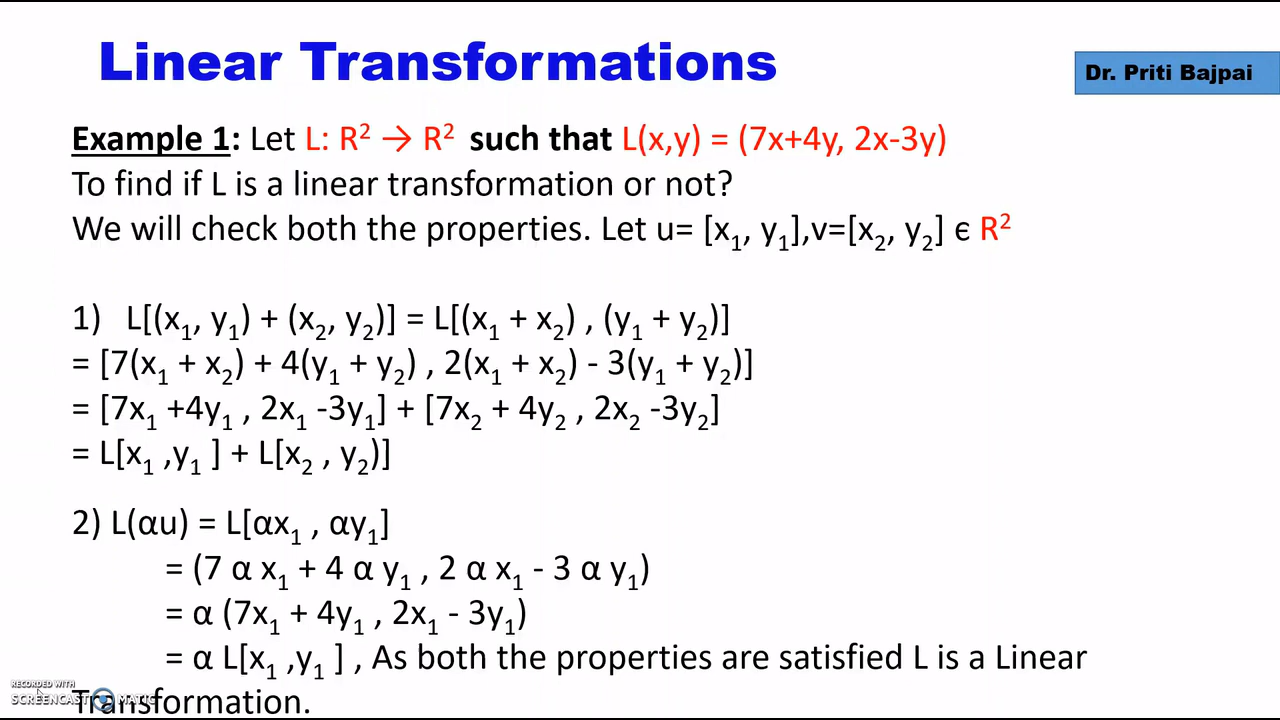 Linear Transformations
Dr. Priti Bajpai
Example 1: Let L: R² → R² such that L(x,y) = (7x+4y, 2x-3y)
To find if L is a linear transformation or not?
We will check both the properties. Let u= [x₁, y₁],v=[x₂, y₂] є R²
1) L[(x₁, y₁) + (x₂, y₂)] = L[(x₁ + x₂) , (y₁ + y₂)]
= [7(x₁ + x₂) + 4(y₁ + y₂) , 2(x₁ + x₂) - 3(y₁ + y₂)]
= [7x₁ +4y₁ , 2x₁ -3y₁] + [7x₂ + 4y₂ , 2x₂ -3y₂]
= L[x₁ ,y₁ ] + L[x₂ , y₂)]
2) L(αu) = L[αx₁ , αy₁]
= (7 α x₁ + 4 α y₁ , 2 α x₁ - 3 α y₁)
= α (7x₁ + 4y₁ , 2x₁ - 3y₁)
= α L[x₁ ,y₁ ] , As both the properties are satisfied L is a Linear
Transformation.
RECORDED WITH
SCREENCAST MATIC